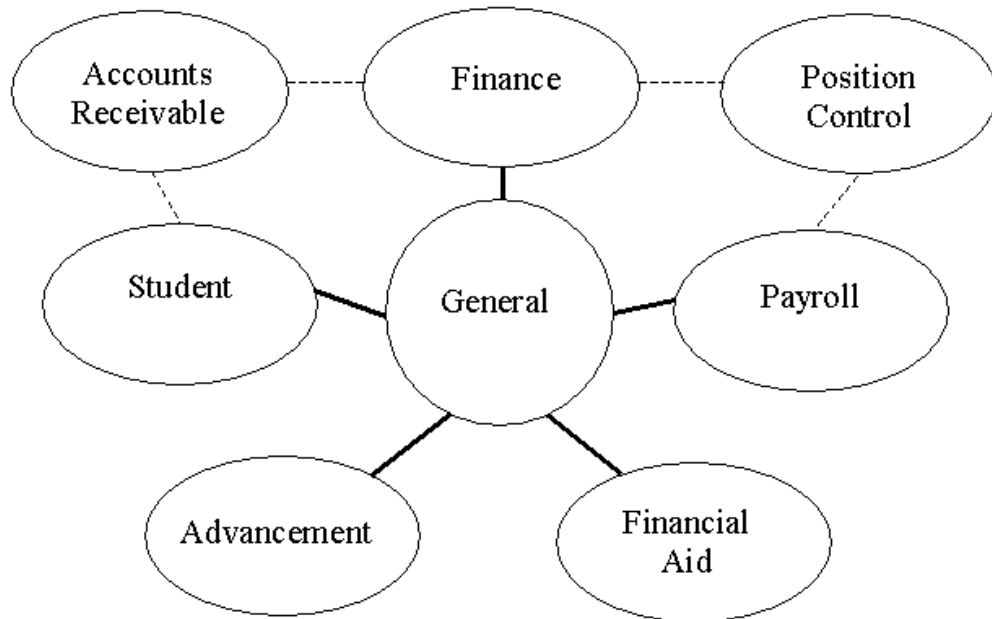 Accounts
Receivable
Finance
Position
Control
Student
General
Payroll
Advancement
Financial
Aid